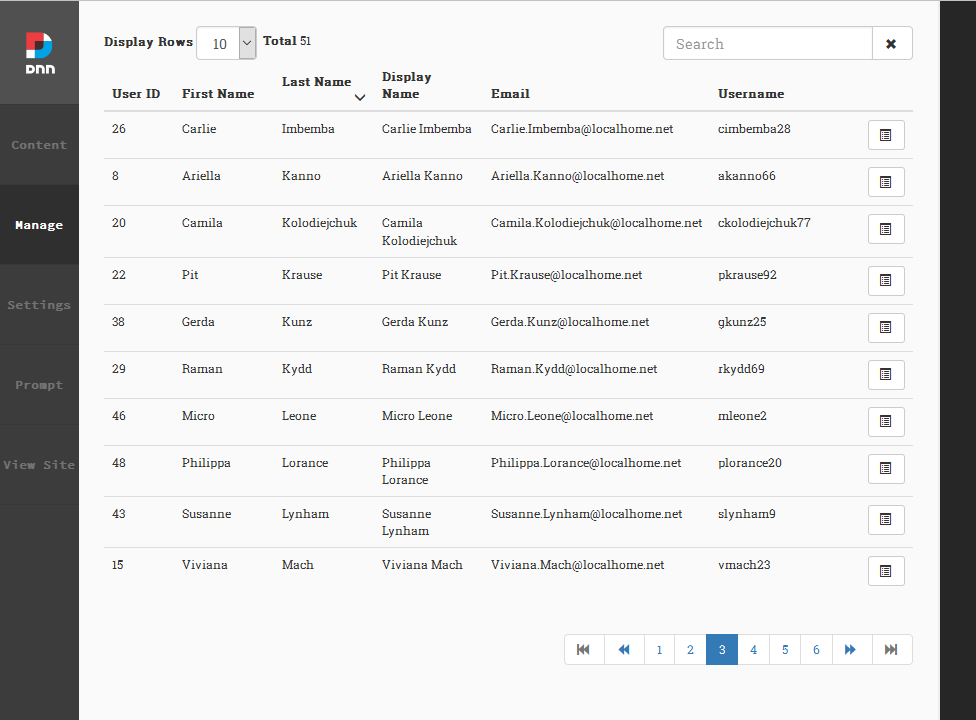 DNN
Content
Manage
Settings
Prompt
View Site
Display Rows 10 Total 51 Search
User ID First Name Last Name Display Name Email Username
26 Carlie Imbemba Carlie Imbemba Carlie.Imbemba@localhome.net cimbemba28
8 Ariella Kanno Ariella Kanno Ariella.Kanno@localhome.net akanno66
20 Camila Kolodiejchuk Camila Kolodiejchuk Camila.Kolodiejchuk@localhome.net ckolodiejchuk77
22 Pit Krause Pit Krause Pit.Krause@localhome.net pkrause92
38 Gerda Kunz Gerda Kunz Gerda.Kunz@localhome.net gkunz25
29 Raman Kydd Raman Kydd Raman.Kydd@localhome.net rkydd69
46 Micro Leone Micro Leone Micro.Leone@localhome.net mleone2
48 Philippa Lorance Philippa Lorance Philippa.Lorance@localhome.net plorance20
43 Susanne Lynham Susanne Lynham Susanne.Lynham@localhome.net slynham9
15 Viviana Mach Viviana Mach Viviana.Mach@localhome.net vmach23
1 2 3 4 5 6